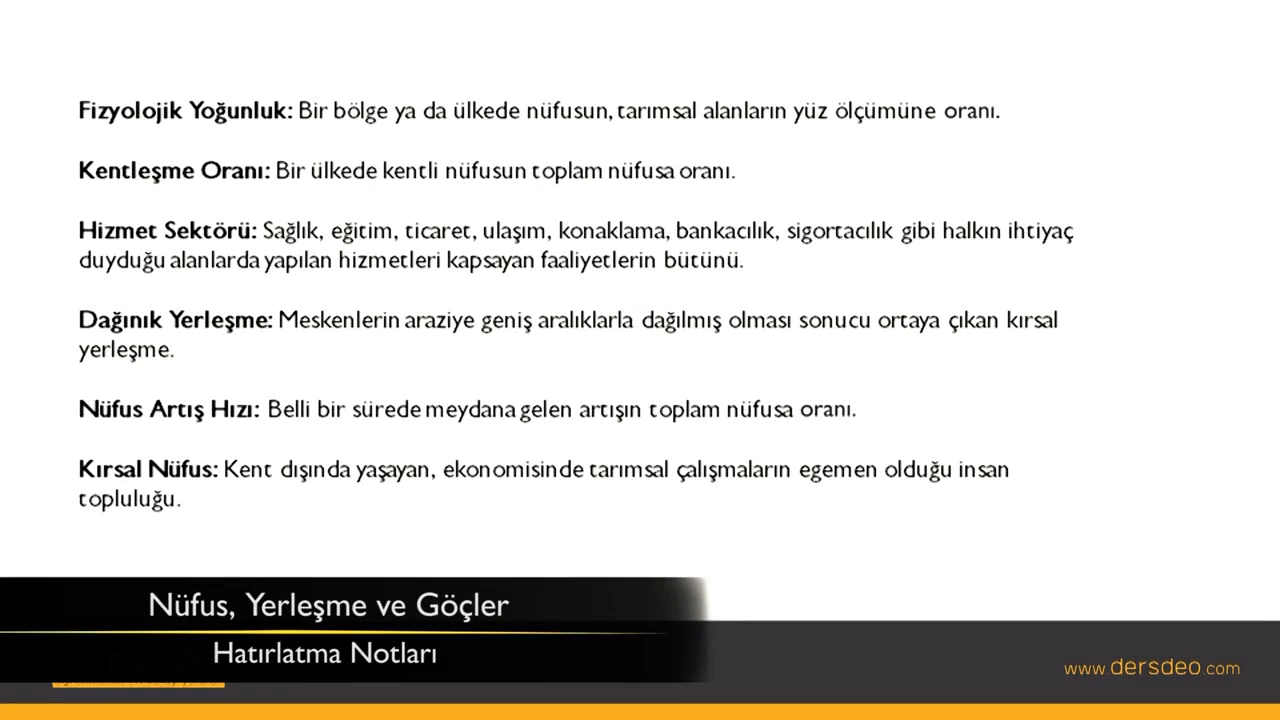 Fizyolojik Yoğunluk: Bir bölge ya da ülkede nüfusun, tarımsal alanların yüz ölçümüne oranı.
Kentleşme Oranı: Bir ülkede kentli nüfusun toplam nüfusa oranı.
Hizmet Sektörü: Sağlık, eğitim, ticaret, ulaşım, konaklama, bankacılık, sigortacılık gibi halkın ihtiyaç
duyduğu alanlarda yapılan hizmetleri kapsayan faaliyetlerin bütünü.
Dağınık Yerleşme: Meskenlerin araziye geniş aralıklarla dağılmış olması sonucu ortaya çıkan kırsal
yerleşme.
Nüfus Artış Hızı: Belli bir sürede meydana gelen artışın toplam nüfusa oranı.
Kırsal Nüfus: Kent dışında yaşayan, ekonomisinde tarımsal çalışmaların egemen olduğu insan
topluluğu.
Nüfus, Yerleşme ve Göçler
Hatırlatma Notları
www.dersdeo.com